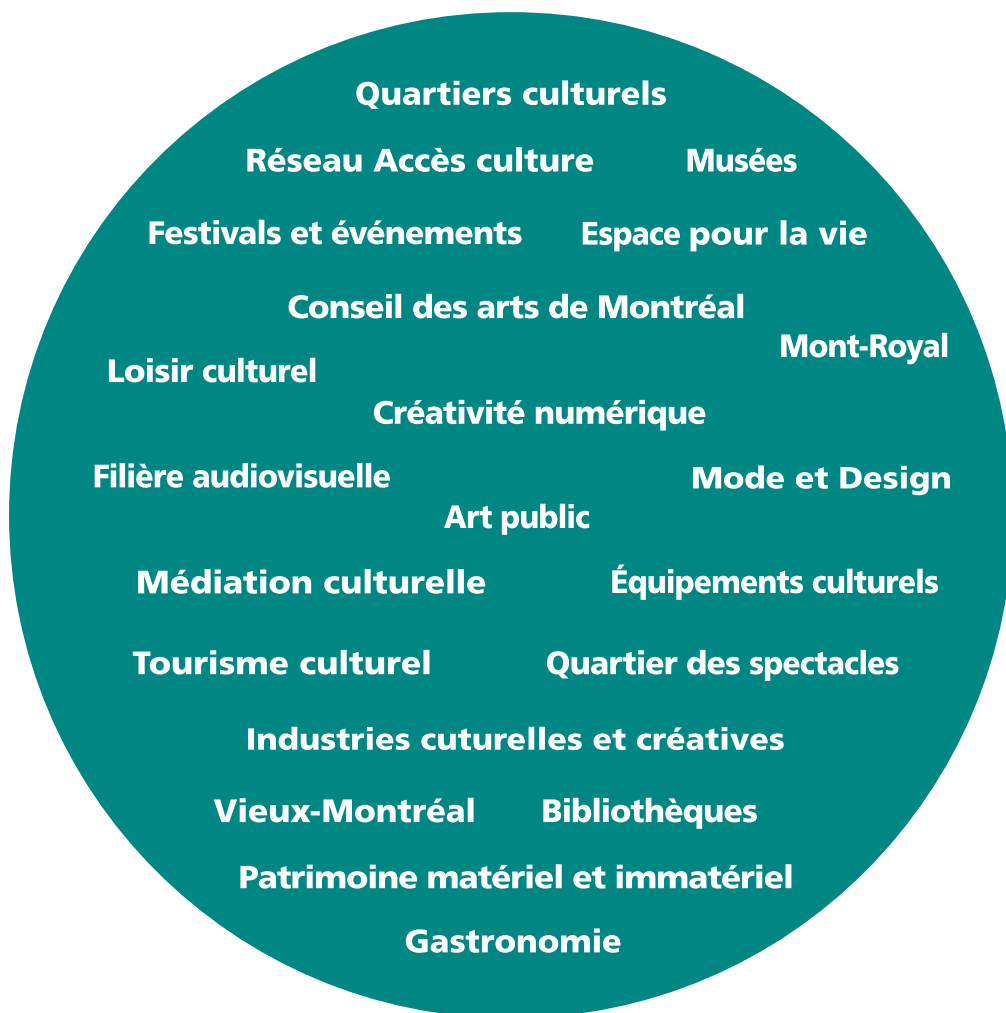 Quartiers culturels
Réseau Accès culture Musées
Festivals et événements Espace pour la vie
Conseil des arts de Montréal
Mont-Royal
Loisir culturel
Créativité numérique
Filière audiovisuelle Mode et Design
Art public
Médiation culturelle Équipements culturels
Tourisme culturel Quartier des spectacles
Industries cuturelles et créatives
Vieux-Montréal Bibliothèques
Patrimoine matériel et immatériel
Gastronomie